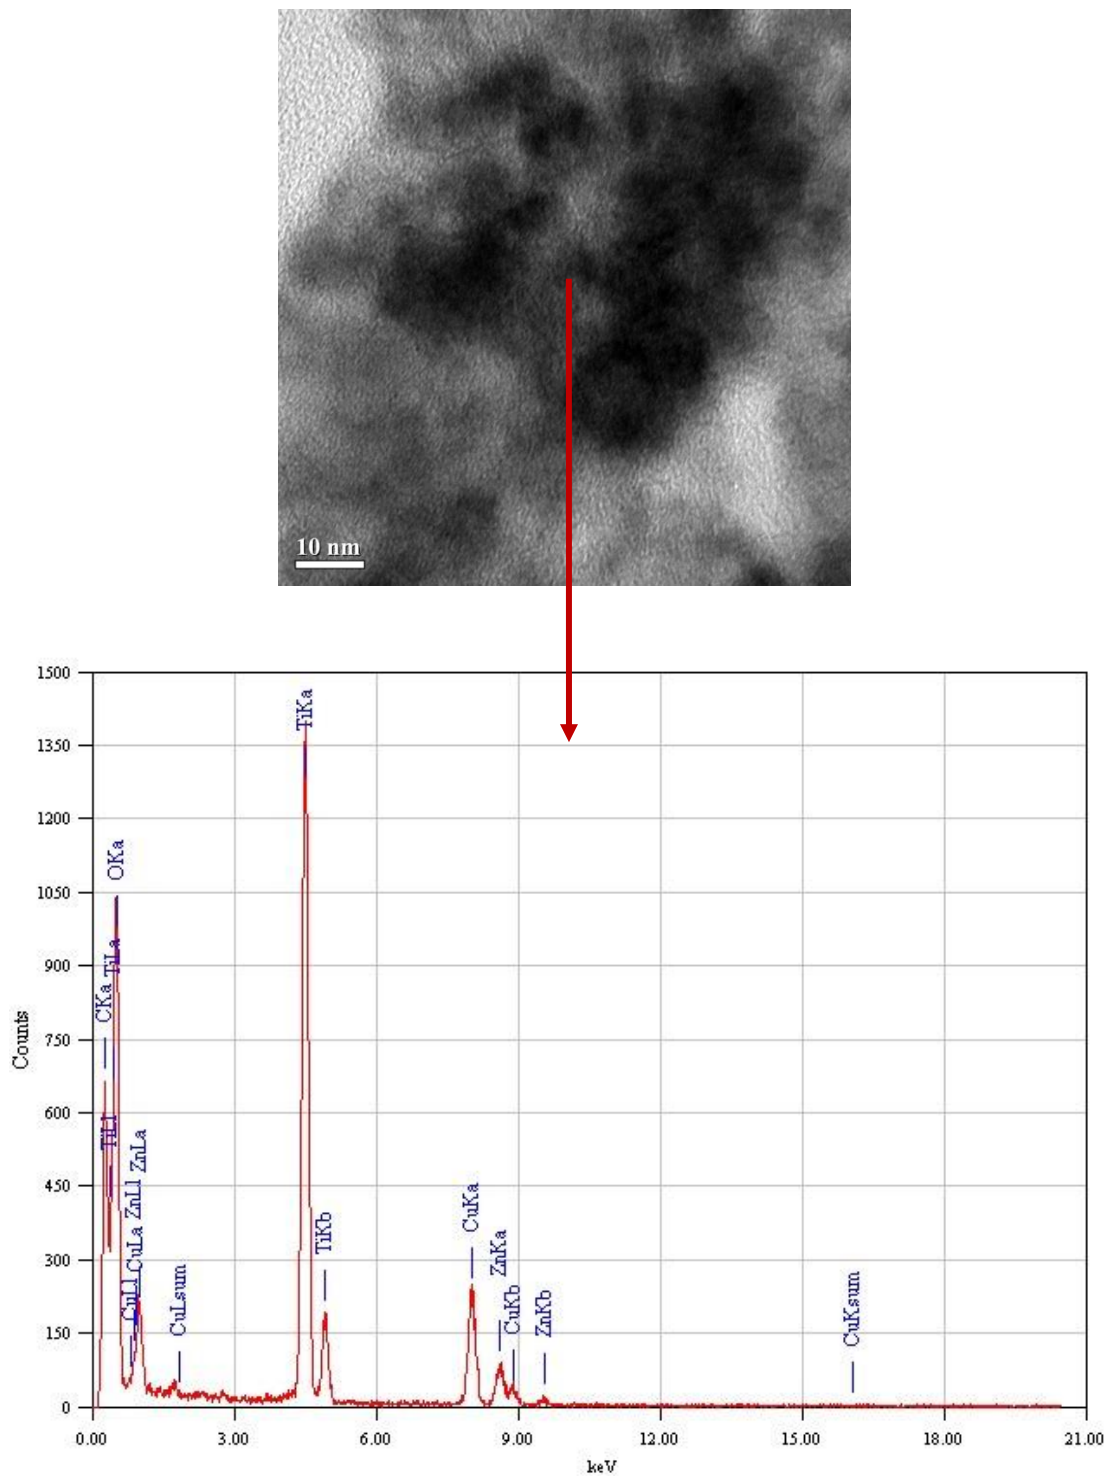 10 nm
1500
1350
1200
1050
900
750
600
450
300
150
0
Counts
CKa
TiLl
TiLa
OKa
CuLl
CuLa
ZnLl
ZnLa
CuLsum
TiKa
TiKb
CuKa
ZnKa
CuKb
ZnKb
CuKsum
0.00 3.00 6.00 9.00 12.00 15.00 18.00 21.00
keV